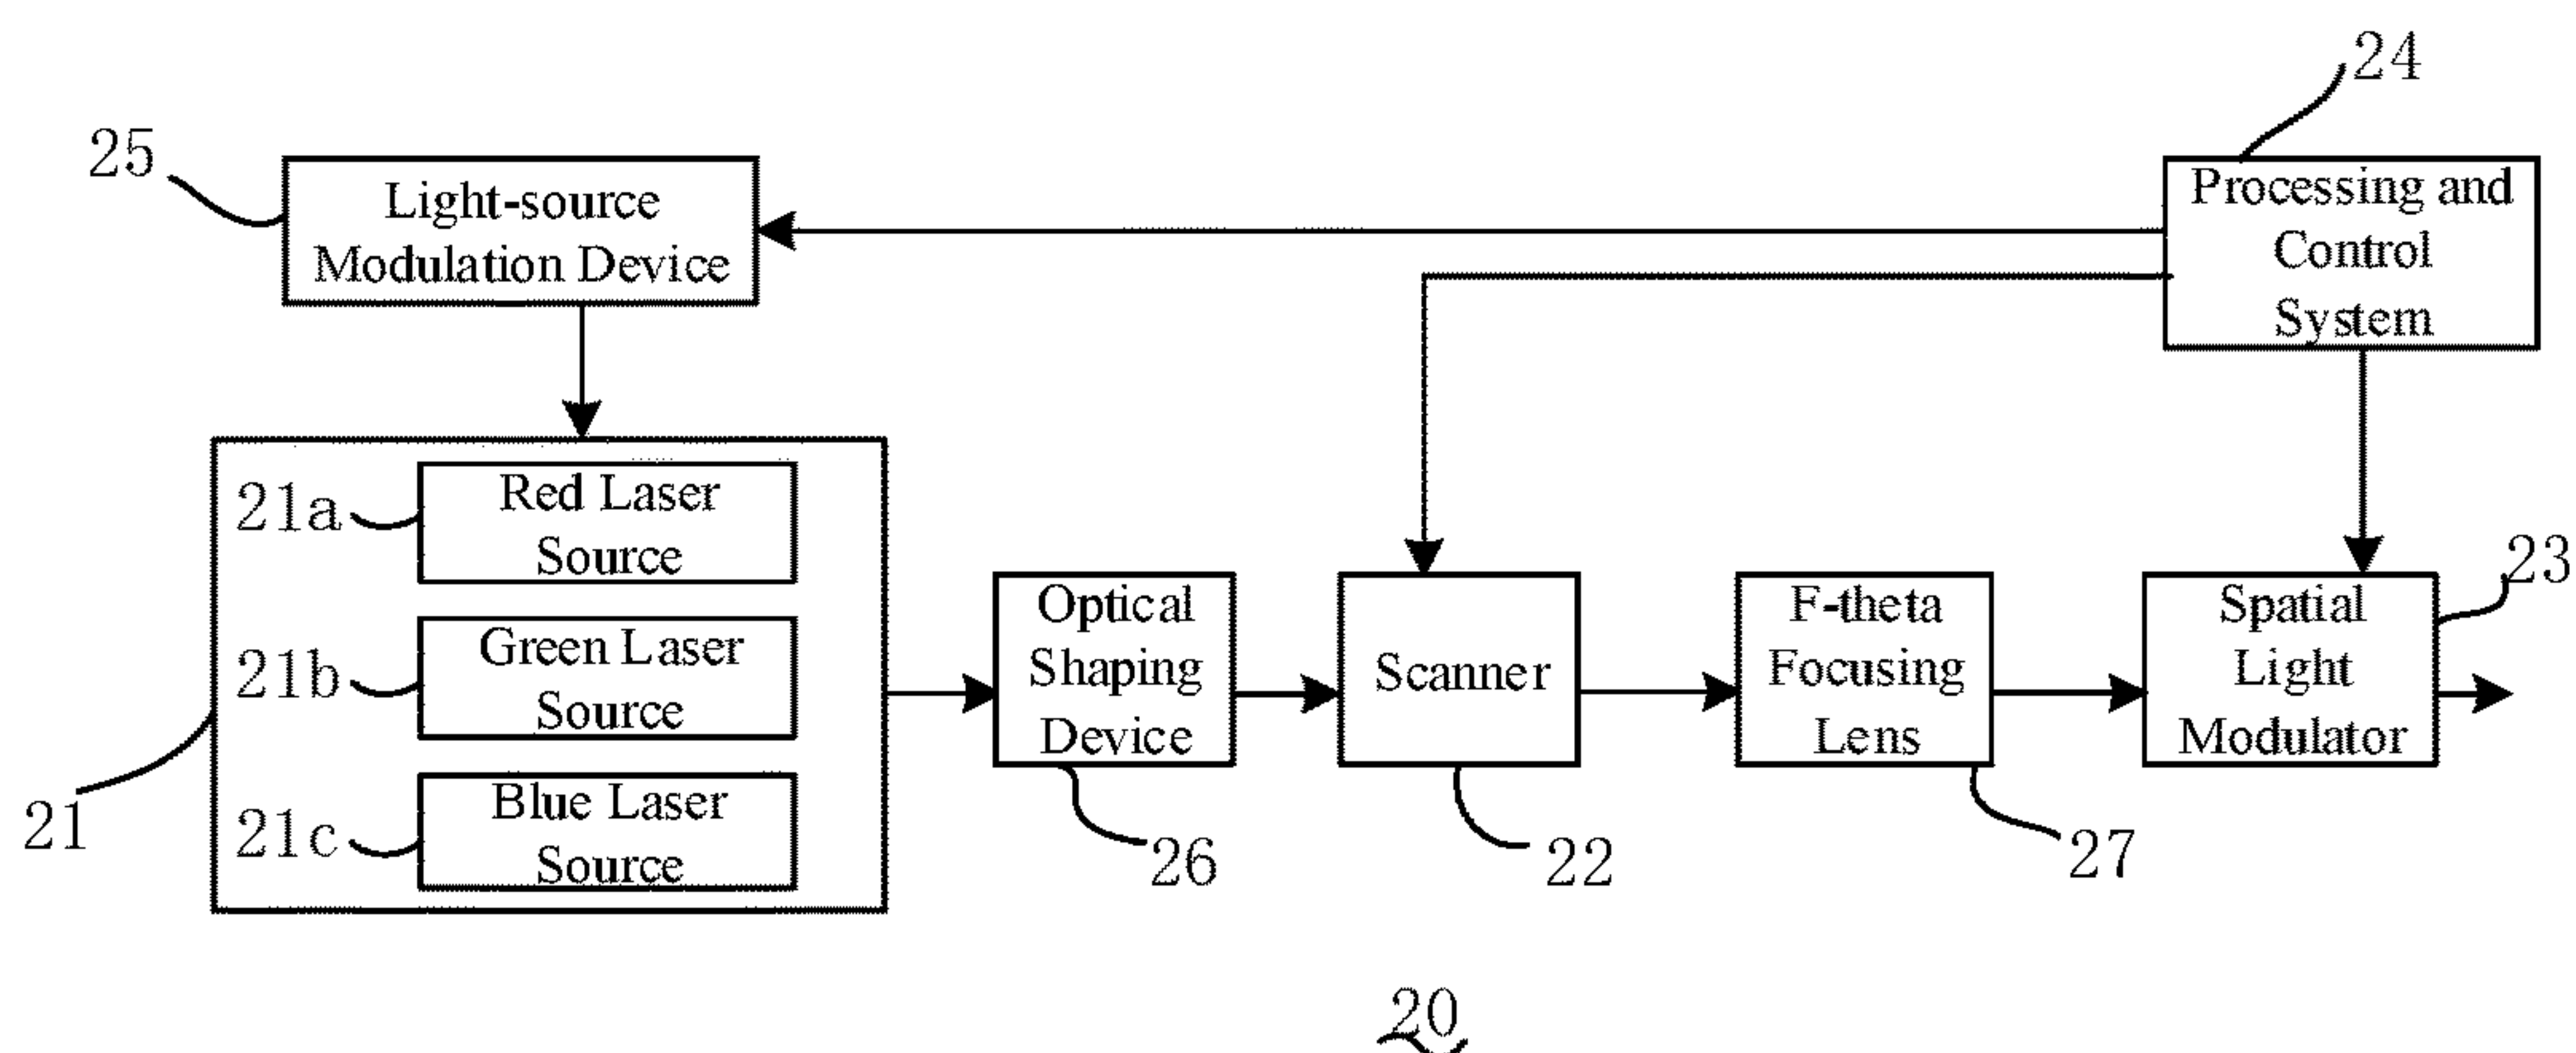 24
25
Light-source
Modulation Device
Processing and
Control
System
21
21a
Red Laser
Source
21b
Green Laser
Source
21c
Blue Laser
Source
Optical
Shaping
Device
26
Scanner
22
F-theta
Focusing
Lens
27
Spatial
Light
Modulator
23
20